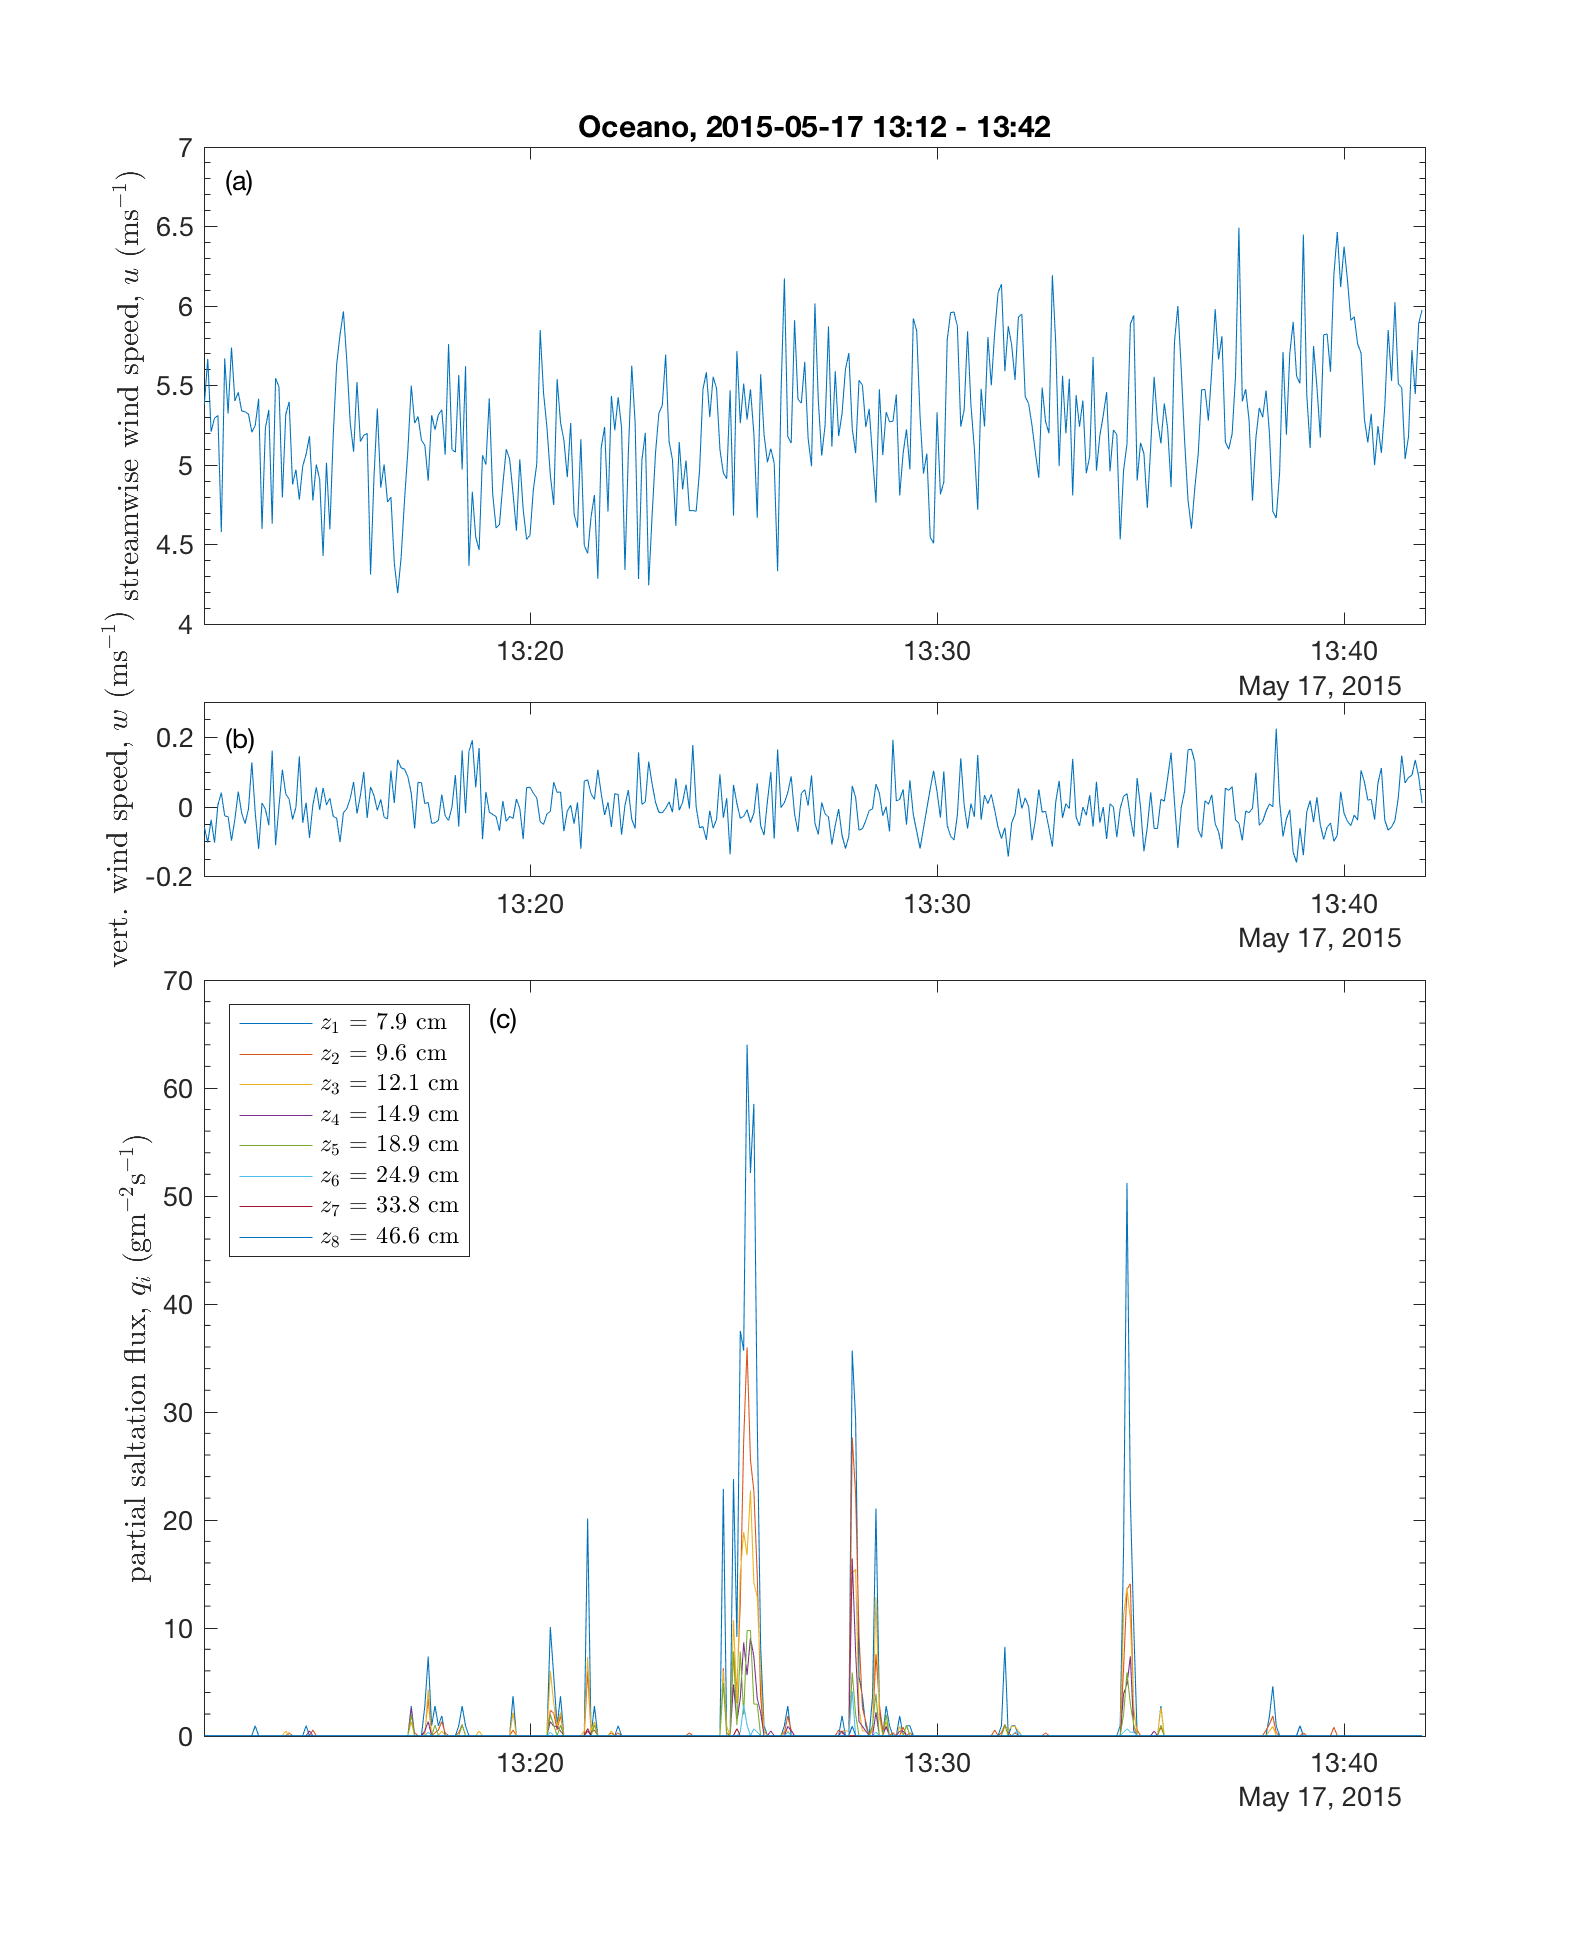 Oceano, 2015-05-17 13:12 - 13:42
(a)
streamwise wind speed, u (ms⁻¹)
7
6.5
6
5.5
5
4.5
4
13:20 13:30 13:40
May 17, 2015
(b)
vert. wind speed, w (ms⁻¹)
0.2
0
-0.2
13:20 13:30 13:40
May 17, 2015
(c)
partial saltation flux, qᵢ (gm⁻²s⁻¹)
70
60
50
40
30
20
10
0
z₁ = 7.9 cm
z₂ = 9.6 cm
z₃ = 12.1 cm
z₄ = 14.9 cm
z₅ = 18.9 cm
z₆ = 24.9 cm
z₇ = 33.8 cm
z₈ = 46.6 cm
13:20 13:30 13:40
May 17, 2015